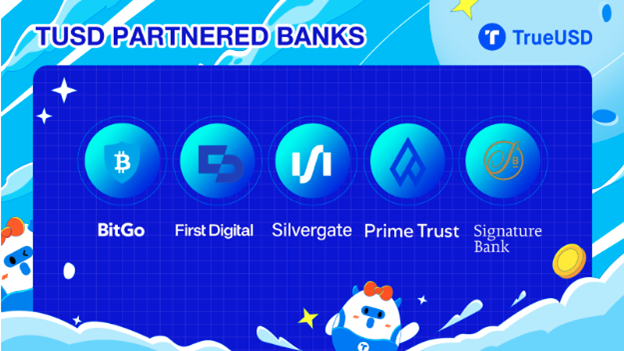 TUSD PARTNERED BANKS
TrueUSD
BitGo
First Digital
Silvergate
Prime Trust
Signature
Bank